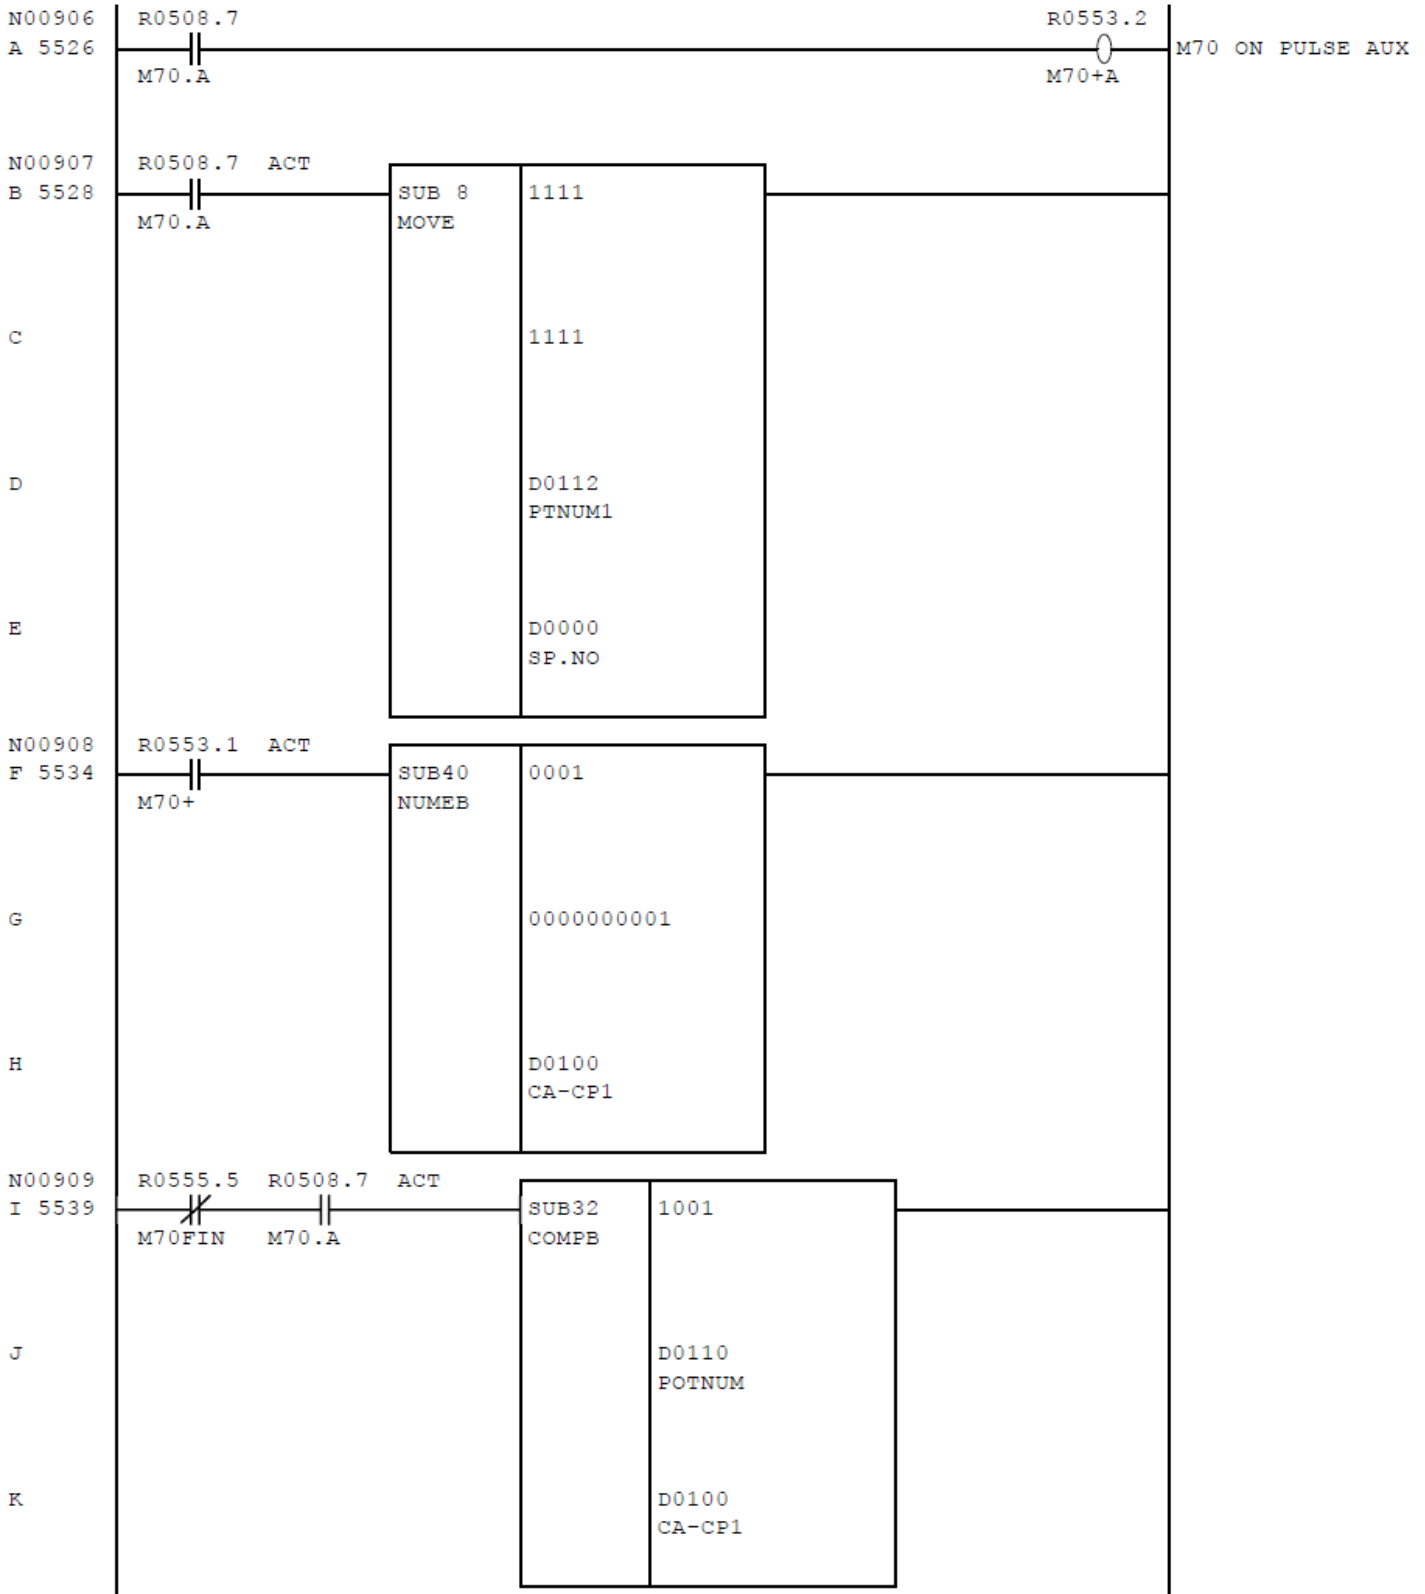 N00906 R0508.7 R0553.2
A 5526 M70 ON PULSE AUX
M70.A M70+A
N00907 R0508.7 ACT
B 5528 SUB 8 1111
M70.A MOVE
C 1111
D D0112
PTNUM1
E D0000
SP.NO
N00908 R0553.1 ACT
F 5534 SUB40 0001
M70+ NUMEB
G 0000000001
H D0100
CA-CP1
N00909 R0555.5 R0508.7 ACT
I 5539 SUB32 1001
M70FIN M70.A COMPB
J D0110
POTNUM
K D0100
CA-CP1